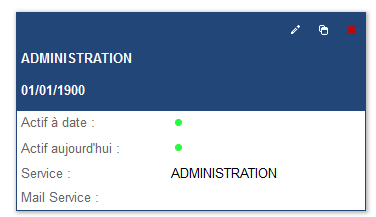 ADMINISTRATION
01/01/1900
Actif à date :
Actif aujourd'hui :
Service : ADMINISTRATION
Mail Service :